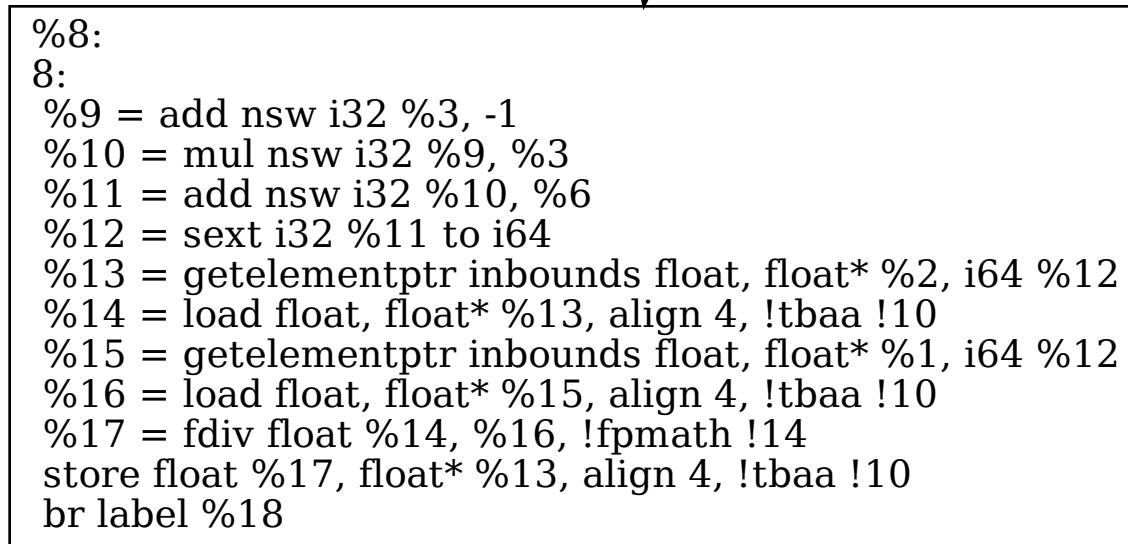 %8:
8:
%9 = add nsw i32 %3, -1
%10 = mul nsw i32 %9, %3
%11 = add nsw i32 %10, %6
%12 = sext i32 %11 to i64
%13 = getelementptr inbounds float, float* %2, i64 %12
%14 = load float, float* %13, align 4, !tbaa !10
%15 = getelementptr inbounds float, float* %1, i64 %12
%16 = load float, float* %15, align 4, !tbaa !10
%17 = fdiv float %14, %16, !fpmath !14
store float %17, float* %13, align 4, !tbaa !10
br label %18